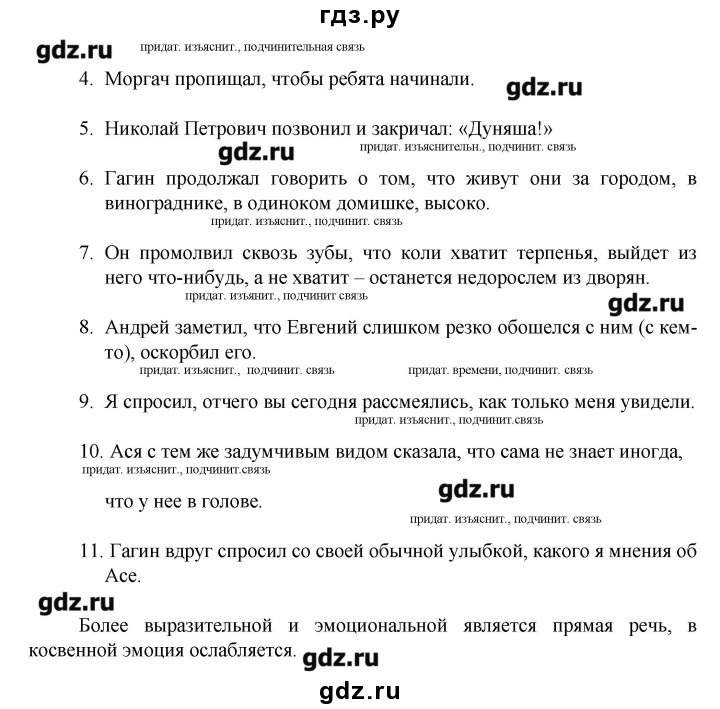 гдз.ру
придат. изъяснит., подчинительная связь
gdz.ru
4. Моргач пропищал, чтобы ребята начинали.
gdz.ru
5. Николай Петрович позвонил и закричал: «Дуняша!»
придат. изъяснительн., подчинит. связь
gdz.ru
6. Гагин продолжал говорить о том, что живут они за городом, в
винограднике, в одиноком домишке, высоко.
придат. изъяснит., подчинит. связь
7. Он промолвил сквозь зубы, что коли хватит терпенья, выйдет из
него что-нибудь, а не хватит – останется недорослем из дворян.
придат. изъянит., подчинит связь
gdz.ru
8. Андрей заметил, что Евгений слишком резко обошелся с ним (с кем-
то), оскорбил его.
придат. изъяснит., подчинит. связь придат. времени, подчинит. связь
9. Я спросил, отчего вы сегодня рассмеялись, как только меня увидели.
придат. изъяснит., подчинит.связь
10. Ася с тем же задумчивым видом сказала, что сама не знает иногда,
придат. изъяснит., подчинит.связь
что у нее в голове.
gdz.ru
придат. изъяснит., подчинит. связь
11. Гагин вдруг спросил со своей обычной улыбкой, какого я мнения об
Асе.
gdz.ru
Более выразительной и эмоциональной является прямая речь, в
косвенной эмоция ослабляется.
gdz.ru
gdz.ru